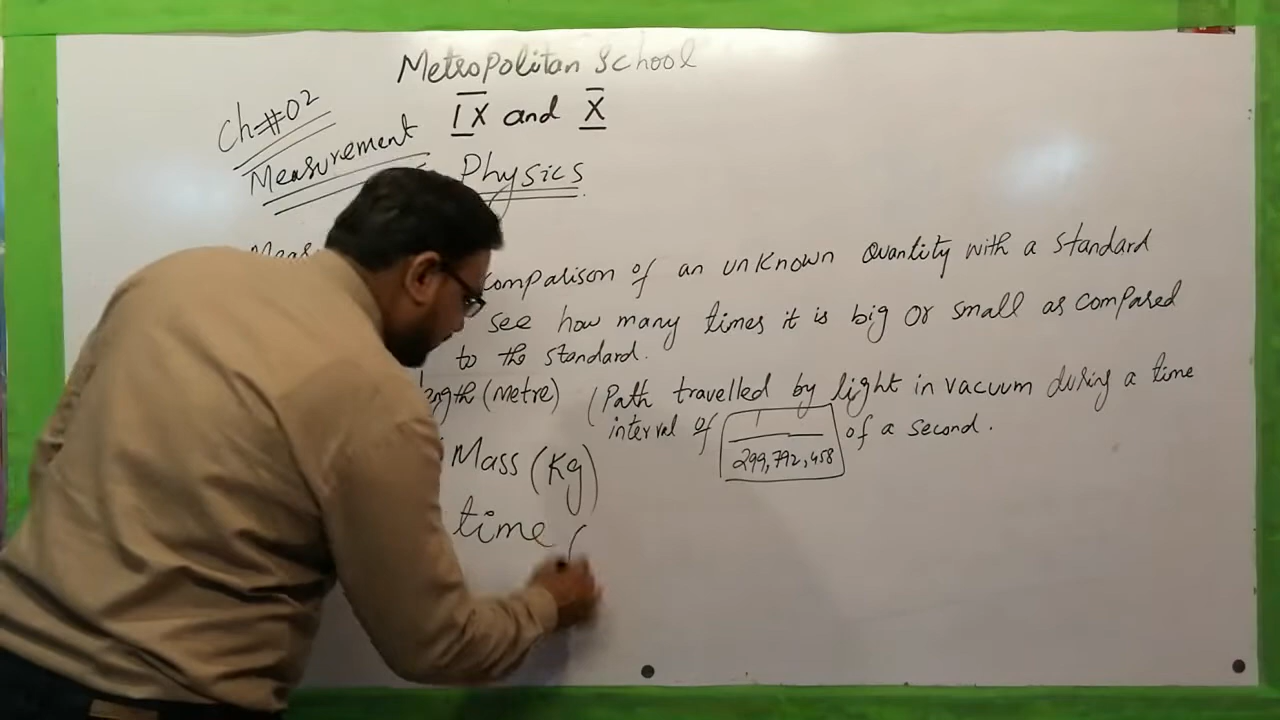 Metropolitan School
Ch#02
IX and X
Measurement
Physics
comparison of an unknown Quantity with a standard
see how many times it is big or small as compared
to the standard.
(Metre) (Path travelled by light in vacuum during a time
interval of 1 / 299,792,458 of a second.
Mass (Kg)
time (